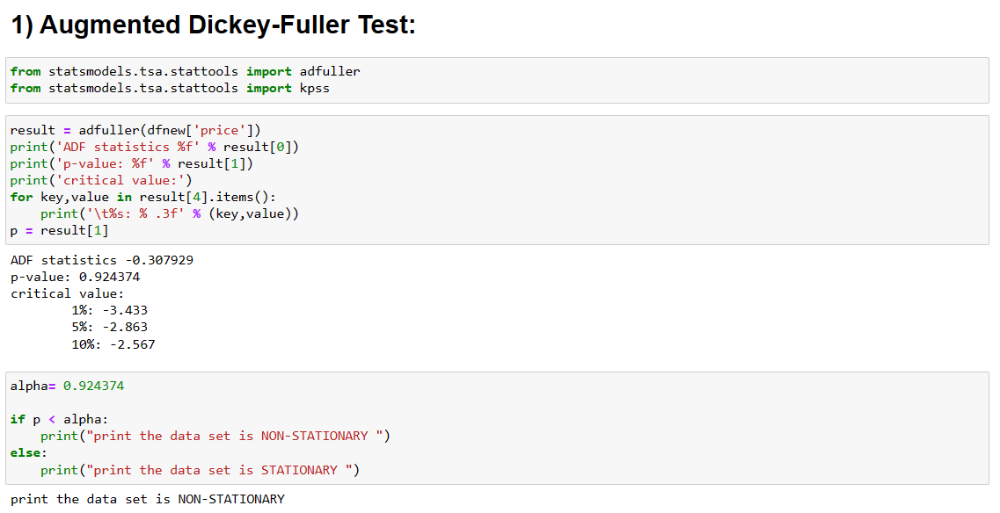 1) Augmented Dickey-Fuller Test:
from statsmodels.tsa.stattools import adfuller
from statsmodels.tsa.stattools import kpss
result = adfuller(dfnew['price'])
print('ADF statistics %f' % result[0])
print('p-value: %f' % result[1])
print('critical value:')
for key,value in result[4].items():
    print('\t%s: % .3f' % (key,value))
p = result[1]
ADF statistics -0.307929
p-value: 0.924374
critical value:
        1%: -3.433
        5%: -2.863
        10%: -2.567
alpha= 0.924374
if p < alpha:
    print("print the data set is NON-STATIONARY ")
else:
    print("print the data set is STATIONARY ")
print the data set is NON-STATIONARY